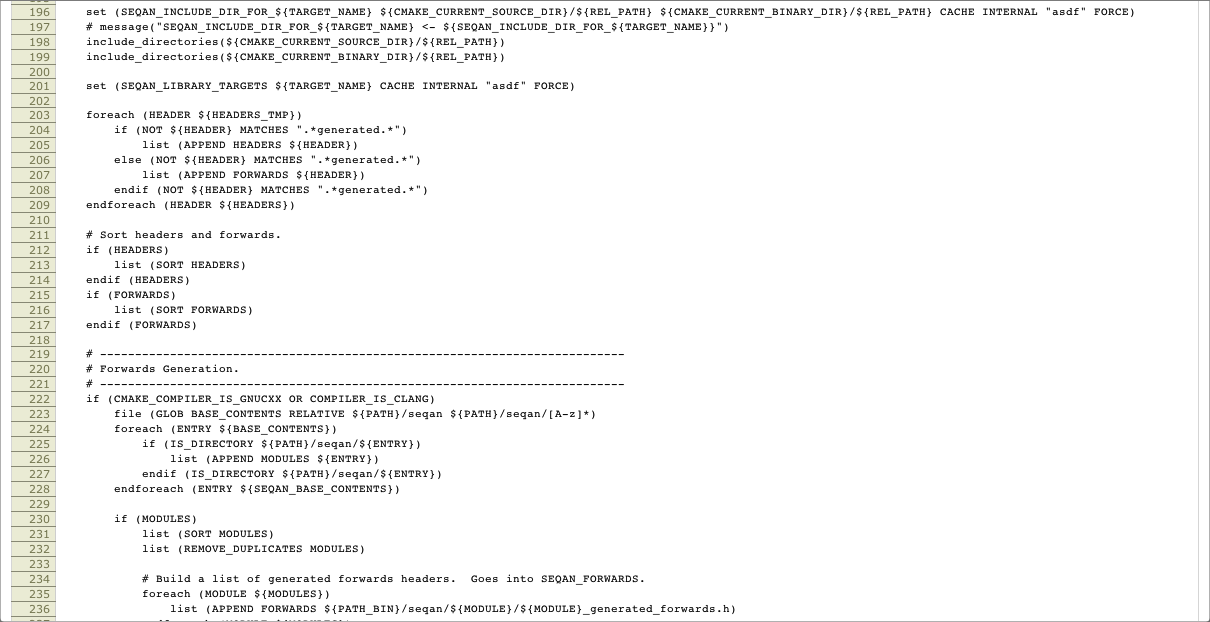 196 set (SEQAN_INCLUDE_DIR_FOR_${TARGET_NAME} ${CMAKE_CURRENT_SOURCE_DIR}/${REL_PATH} ${CMAKE_CURRENT_BINARY_DIR}/${REL_PATH} CACHE INTERNAL "asdf" FORCE)
197 # message("SEQAN_INCLUDE_DIR_FOR_${TARGET_NAME} <- ${SEQAN_INCLUDE_DIR_FOR_${TARGET_NAME}}")
198 include_directories(${CMAKE_CURRENT_SOURCE_DIR}/${REL_PATH})
199 include_directories(${CMAKE_CURRENT_BINARY_DIR}/${REL_PATH})
200
201 set (SEQAN_LIBRARY_TARGETS ${TARGET_NAME} CACHE INTERNAL "asdf" FORCE)
202
203 foreach (HEADER ${HEADERS_TMP})
204     if (NOT ${HEADER} MATCHES ".*generated.*")
205         list (APPEND HEADERS ${HEADER})
206     else (NOT ${HEADER} MATCHES ".*generated.*")
207         list (APPEND FORWARDS ${HEADER})
208     endif (NOT ${HEADER} MATCHES ".*generated.*")
209 endforeach (HEADER ${HEADERS})
210
211 # Sort headers and forwards.
212 if (HEADERS)
213     list (SORT HEADERS)
214 endif (HEADERS)
215 if (FORWARDS)
216     list (SORT FORWARDS)
217 endif (FORWARDS)
218
219 # ---------------------------------------------------------------------------
220 # Forwards Generation.
221 # ---------------------------------------------------------------------------
222 if (CMAKE_COMPILER_IS_GNUCXX OR COMPILER_IS_CLANG)
223     file (GLOB BASE_CONTENTS RELATIVE ${PATH}/seqan ${PATH}/seqan/[A-z]*)
224     foreach (ENTRY ${BASE_CONTENTS})
225         if (IS_DIRECTORY ${PATH}/seqan/${ENTRY})
226             list (APPEND MODULES ${ENTRY})
227         endif (IS_DIRECTORY ${PATH}/seqan/${ENTRY})
228     endforeach (ENTRY ${SEQAN_BASE_CONTENTS})
229
230     if (MODULES)
231         list (SORT MODULES)
232         list (REMOVE_DUPLICATES MODULES)
233
234         # Build a list of generated forwards headers.  Goes into SEQAN_FORWARDS.
235         foreach (MODULE ${MODULES})
236             list (APPEND FORWARDS ${PATH_BIN}/seqan/${MODULE}/${MODULE}_generated_forwards.h)